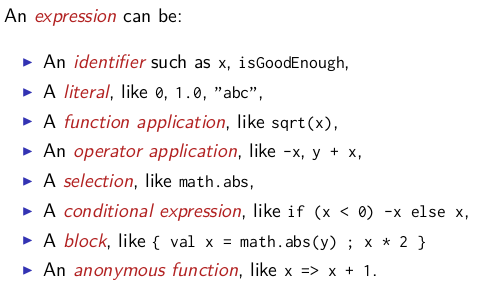 An expression can be:
▶ An identifier such as x, isGoodEnough,
▶ A literal, like 0, 1.0, ”abc”,
▶ A function application, like sqrt(x),
▶ An operator application, like -x, y + x,
▶ A selection, like math.abs,
▶ A conditional expression, like if (x < 0) -x else x,
▶ A block, like { val x = math.abs(y) ; x * 2 }
▶ An anonymous function, like x => x + 1.